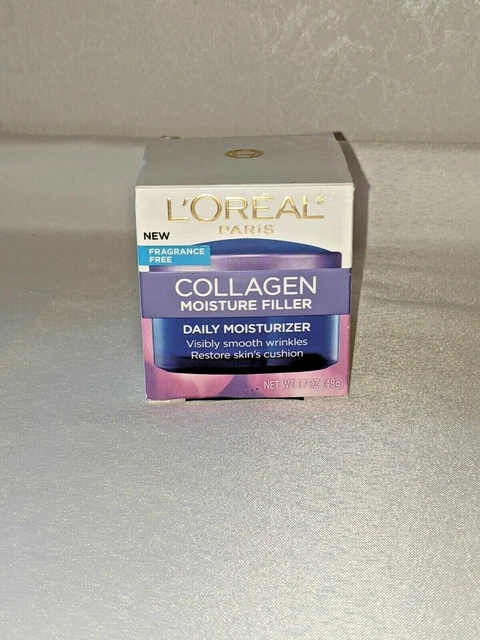 L'ORÉAL®
PARIS
NEW
FRAGRANCE
FREE
COLLAGEN
MOISTURE FILLER
DAILY MOISTURIZER
Visibly smooth wrinkles
Restore skin's cushion
NET WT. 1.7 OZ. (48g)